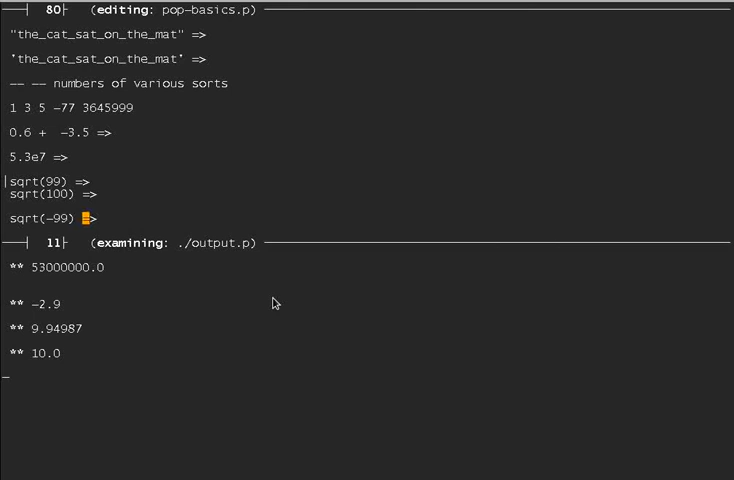 80 (editing: pop-basics.p)
"the_cat_sat_on_the_mat" =>
'the_cat_sat_on_the_mat' =>
-- -- numbers of various sorts
1 3 5 -77 3645999
0.6 + -3.5 =>
5.3e7 =>
sqrt(99) =>
sqrt(100) =>
sqrt(-99) =>
11 (examining: ./output.p)
** 53000000.0
** -2.9
** 9.94987
** 10.0